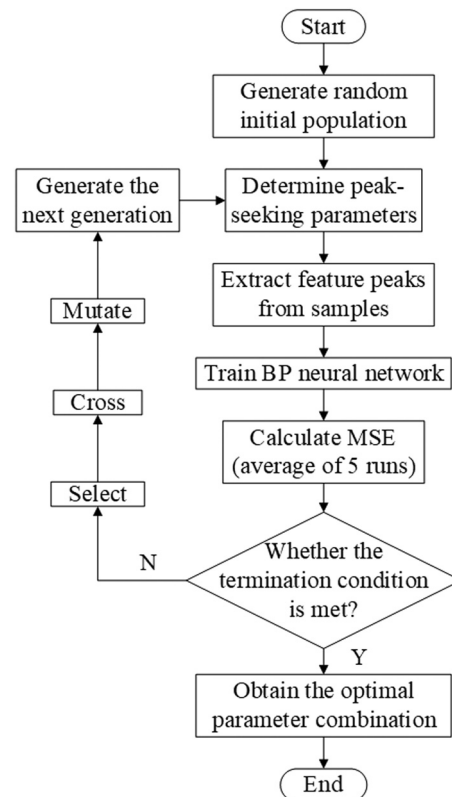 Start
Generate random
initial population
Generate the
next generation
Determine peak-
seeking parameters
Extract feature peaks
from samples
Mutate
Train BP neural network
Cross
Calculate MSE
(average of 5 runs)
Select
Whether the
termination condition
is met?
N
Y
Obtain the optimal
parameter combination
End